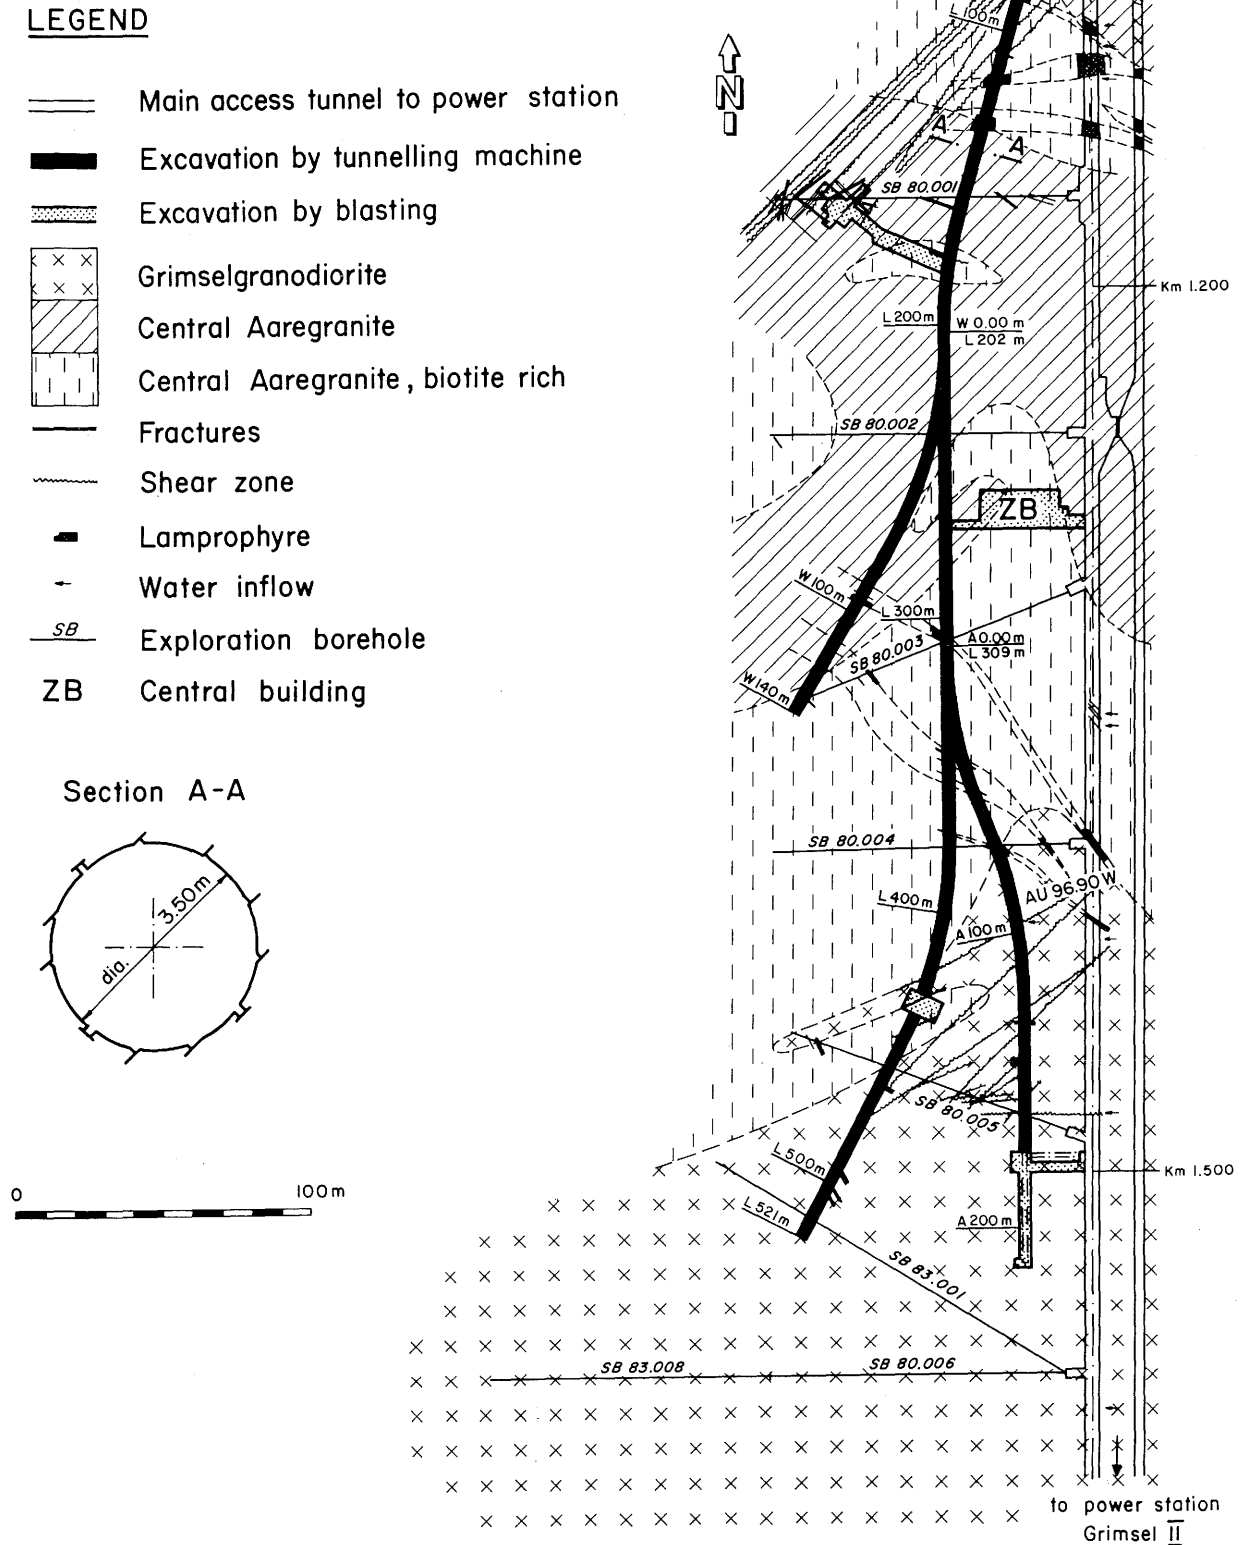 LEGEND
Main access tunnel to power station
Excavation by tunnelling machine
Excavation by blasting
Grimselgranodiorite
Central Aaregranite
Central Aaregranite, biotite rich
Fractures
Shear zone
Lamprophyre
Water inflow
SB Exploration borehole
ZB Central building
Section A-A
dia. 3.50m
0 100m
N
L 100m
A
A
SB 80.001
Km 1.200
L 200m
W 0.00 m
L 202 m
SB 80.002
ZB
W 100m
L 300m
A 0.00 m
L 309 m
SB 80.003
W 140m
SB 80.004
AU 96.90 W
L 400m
A 100m
SB 80.005
L 500m
Km 1.500
L 521m
A 200m
SB 83.001
SB 83.008
SB 80.006
to power station
Grimsel II